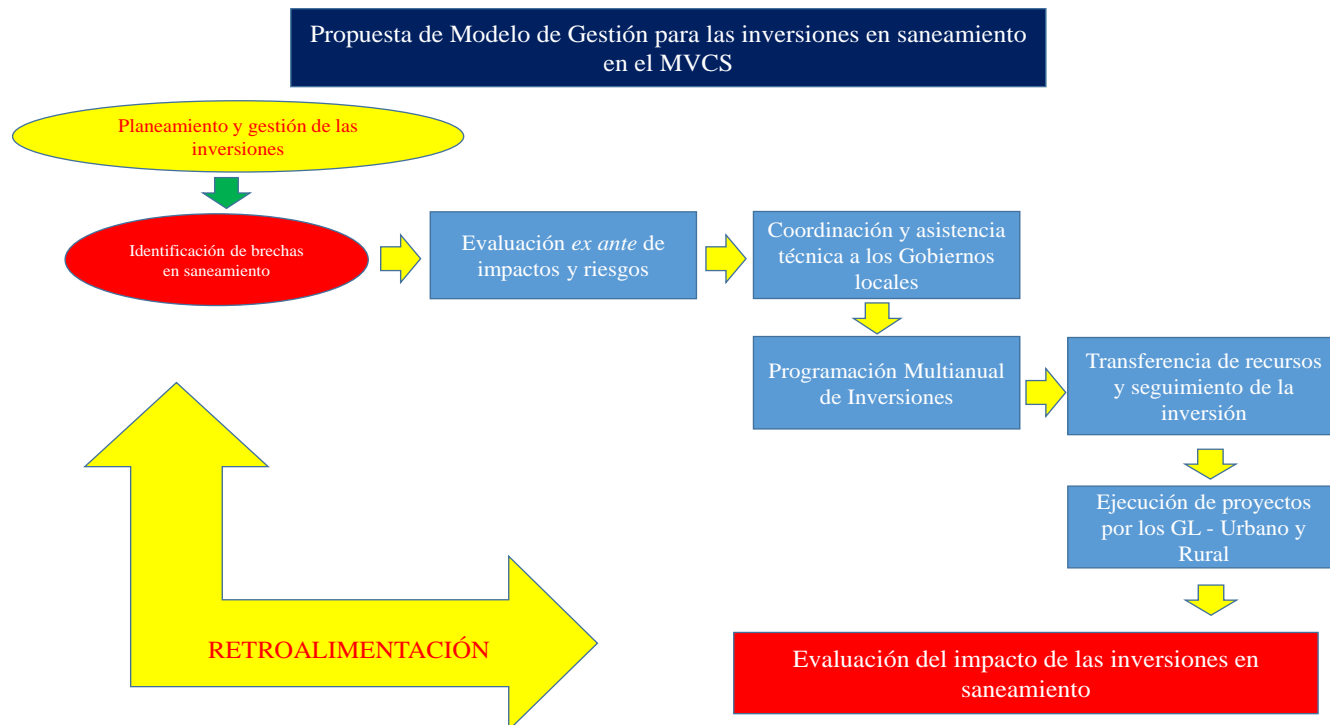 Propuesta de Modelo de Gestión para las inversiones en saneamiento
en el MVCS
Planeamiento y gestión de las
inversiones
Identificación de brechas
en saneamiento
Evaluación ex ante de
impactos y riesgos
Coordinación y asistencia
técnica a los Gobiernos
locales
Programación Multianual
de Inversiones
Transferencia de recursos
y seguimiento de la
inversión
Ejecución de proyectos
por los GL - Urbano y
Rural
RETROALIMENTACIÓN
Evaluación del impacto de las inversiones en
saneamiento